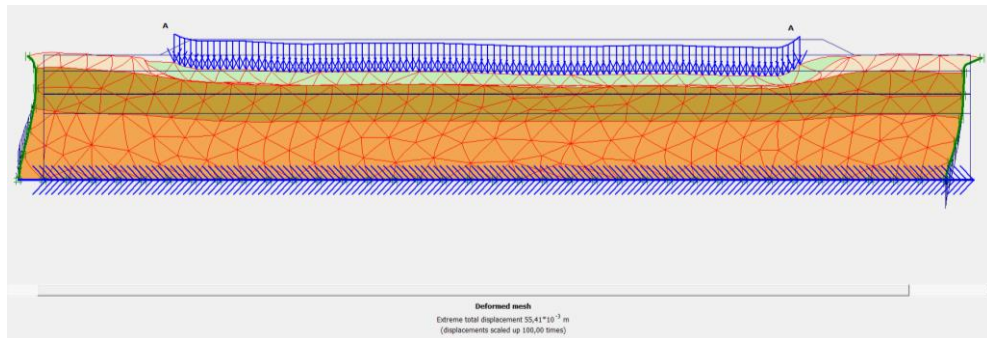 A A
Deformed mesh
Extreme total displacement 55,41*10⁻³ m
(displacements scaled up 100,00 times)